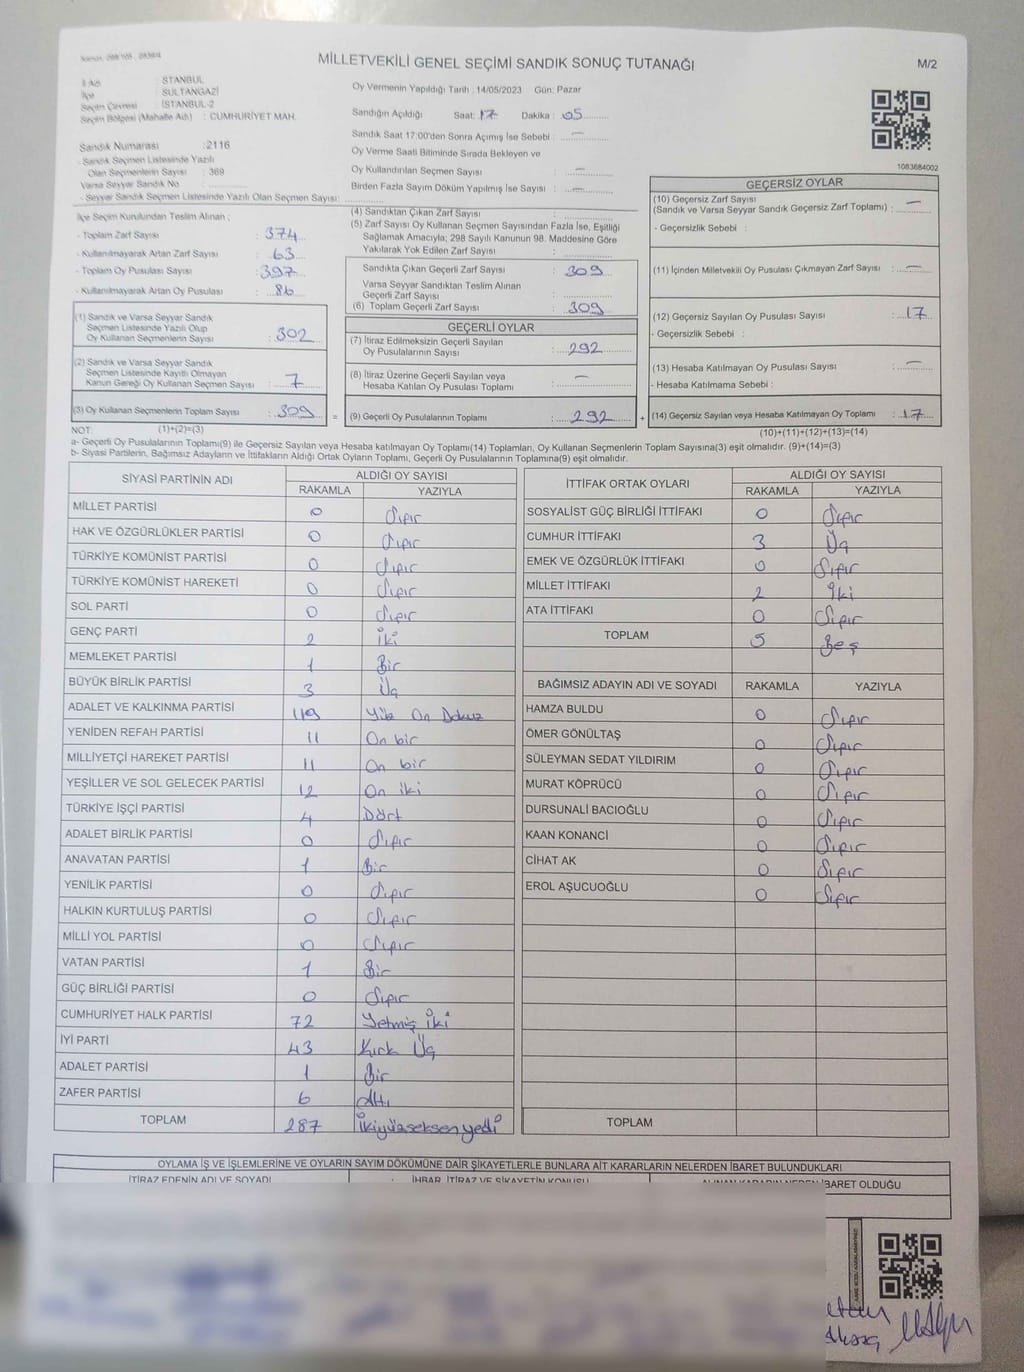 MİLLETVEKİLİ GENEL SEÇİMİ SANDIK SONUÇ TUTANAĞI
M/2
İli Adı : STANBUL
İlçe : SULTANGAZİ
Seçim Çevresi : İSTANBUL-2
Seçim Bölgesi (Mahalle Adı) : CUMHURİYET MAH.
Sandık Numarası : 2116
- Sandık Seçmen Listesinde Yazılı
Olan Seçmenlerin Sayısı : 369
Varsa Seyyar Sandık No :
- Seyyar Sandık Seçmen Listesinde Yazılı Olan Seçmen Sayısı:
Oy Vermenin Yapıldığı Tarih : 14/05/2023 Gün: Pazar
Sandığın Açıldığı Saat: 17 Dakika : 05
Sandık Saat 17:00'den Sonra Açımış İse Sebebi : —
Oy Verme Saati Bitiminde Sırada Bekleyen ve
Oy Kullandırılan Seçmen Sayısı : —
Birden Fazla Sayım Döküm Yapılmış İse Sayısı : —
1083684002
İlçe Seçim Kurulundan Teslim Alınan ;
- Toplam Zarf Sayısı : 374
- Kullanılmayarak Artan Zarf Sayısı : 63
- Toplam Oy Pusulası Sayısı : 397
- Kullanılmayarak Artan Oy Pusulası : 86
(1) Sandık ve Varsa Seyyar Sandık
Seçmen Listesinde Yazılı Olup
Oy Kullanan Seçmenlerin Sayısı : 302
(2) Sandık ve Varsa Seyyar Sandık
Seçmen Listesinde Kayıtlı Olmayan
Kanun Gereği Oy Kullanan Seçmen Sayısı : 7
(3) Oy Kullanan Seçmenlerin Toplam Sayısı : 309 =
(4) Sandıktan Çıkan Zarf Sayısı :
(5) Zarf Sayısı Oy Kullanan Seçmen Sayısından Fazla İse, Eşitliği
Sağlamak Amacıyla; 298 Sayılı Kanunun 98. Maddesine Göre
Yakılarak Yok Edilen Zarf Sayısı :
Sandıkta Çıkan Geçerli Zarf Sayısı : 309
Varsa Seyyar Sandıktan Teslim Alınan
Geçerli Zarf Sayısı :
(6) Toplam Geçerli Zarf Sayısı : 309
GEÇERLİ OYLAR
(7) İtiraz Edilmeksizin Geçerli Sayılan
Oy Pusulalarının Sayısı : 292
(8) İtiraz Üzerine Geçerli Sayılan veya
Hesaba Katılan Oy Pusulası Toplamı : —
(9) Geçerli Oy Pusulalarının Toplamı : 292 +
GEÇERSİZ OYLAR
(10) Geçersiz Zarf Sayısı
(Sandık ve Varsa Seyyar Sandık Geçersiz Zarf Toplamı) : —
- Geçersizlik Sebebi :
(11) İçinden Milletvekili Oy Pusulası Çıkmayan Zarf Sayısı : —
(12) Geçersiz Sayılan Oy Pusulası Sayısı : 17
- Geçersizlik Sebebi :
(13) Hesaba Katılmayan Oy Pusulası Sayısı : —
- Hesaba Katılmama Sebebi :
(14) Geçersiz Sayılan veya Hesaba Katılmayan Oy Toplamı : 17
NOT: (1)+(2)=(3)
(10)+(11)+(12)+(13)=(14)
a- Geçerli Oy Pusulalarının Toplamı(9) ile Geçersiz Sayılan veya Hesaba katılmayan Oy Toplamı(14) Toplamları, Oy Kullanan Seçmenlerin Toplam Sayısına(3) eşit olmalıdır. (9)+(14)=(3)
b- Siyasi Partilerin, Bağımsız Adayların ve İttifakların Aldığı Ortak Oyların Toplamı, Geçerli Oy Pusulalarının Toplamına(9) eşit olmalıdır.
SİYASİ PARTİNİN ADI ALDIĞI OY SAYISI
RAKAMLA YAZIYLA
MİLLET PARTİSİ 0 Sıfır
HAK VE ÖZGÜRLÜKLER PARTİSİ 0 Sıfır
TÜRKİYE KOMÜNİST PARTİSİ 0 Sıfır
TÜRKİYE KOMÜNİST HAREKETİ 0 Sıfır
SOL PARTİ 0 Sıfır
GENÇ PARTİ 2 İki
MEMLEKET PARTİSİ 1 Bir
BÜYÜK BİRLİK PARTİSİ 3 Üç
ADALET VE KALKINMA PARTİSİ 119 Yüz On Dokuz
YENİDEN REFAH PARTİSİ 11 On bir
MİLLİYETÇİ HAREKET PARTİSİ 11 On bir
YEŞİLLER VE SOL GELECEK PARTİSİ 12 On iki
TÜRKİYE İŞÇİ PARTİSİ 4 Dört
ADALET BİRLİK PARTİSİ 0 Sıfır
ANAVATAN PARTİSİ 1 Bir
YENİLİK PARTİSİ 0 Sıfır
HALKIN KURTULUŞ PARTİSİ 0 Sıfır
MİLLİ YOL PARTİSİ 0 Sıfır
VATAN PARTİSİ 1 Bir
GÜÇ BİRLİĞİ PARTİSİ 0 Sıfır
CUMHURİYET HALK PARTİSİ 72 Yetmiş İki
İYİ PARTİ 43 Kırk Üç
ADALET PARTİSİ 1 Bir
ZAFER PARTİSİ 6 Altı
TOPLAM 287 İkiyüzseksenyedi
İTTİFAK ORTAK OYLARI ALDIĞI OY SAYISI
RAKAMLA YAZIYLA
SOSYALİST GÜÇ BİRLİĞİ İTTİFAKI 0 Sıfır
CUMHUR İTTİFAKI 3 Üç
EMEK VE ÖZGÜRLÜK İTTİFAKI 0 Sıfır
MİLLET İTTİFAKI 2 İki
ATA İTTİFAKI 0 Sıfır
TOPLAM 5 Beş
BAĞIMSIZ ADAYIN ADI VE SOYADI RAKAMLA YAZIYLA
HAMZA BULDU 0 Sıfır
ÖMER GÖNÜLTAŞ 0 Sıfır
SÜLEYMAN SEDAT YILDIRIM 0 Sıfır
MURAT KÖPRÜCÜ 0 Sıfır
DURSUNALİ BACIOĞLU 0 Sıfır
KAAN KONANCİ 0 Sıfır
CİHAT AK 0 Sıfır
EROL AŞUCUOĞLU 0 Sıfır
TOPLAM
OYLAMA İŞ VE İŞLEMLERİNE VE OYLARIN SAYIM DÖKÜMÜNE DAİR ŞİKAYETLERLE BUNLARA AİT KARARLARIN NELERDEN İBARET BULUNDUKLARI
İTİRAZ EDENİN ADI VE SOYADI İHBAR, İTİRAZ VE ŞİKAYETİN KONUSU ALINAN KARARIN NEDEN İBARET OLDUĞU